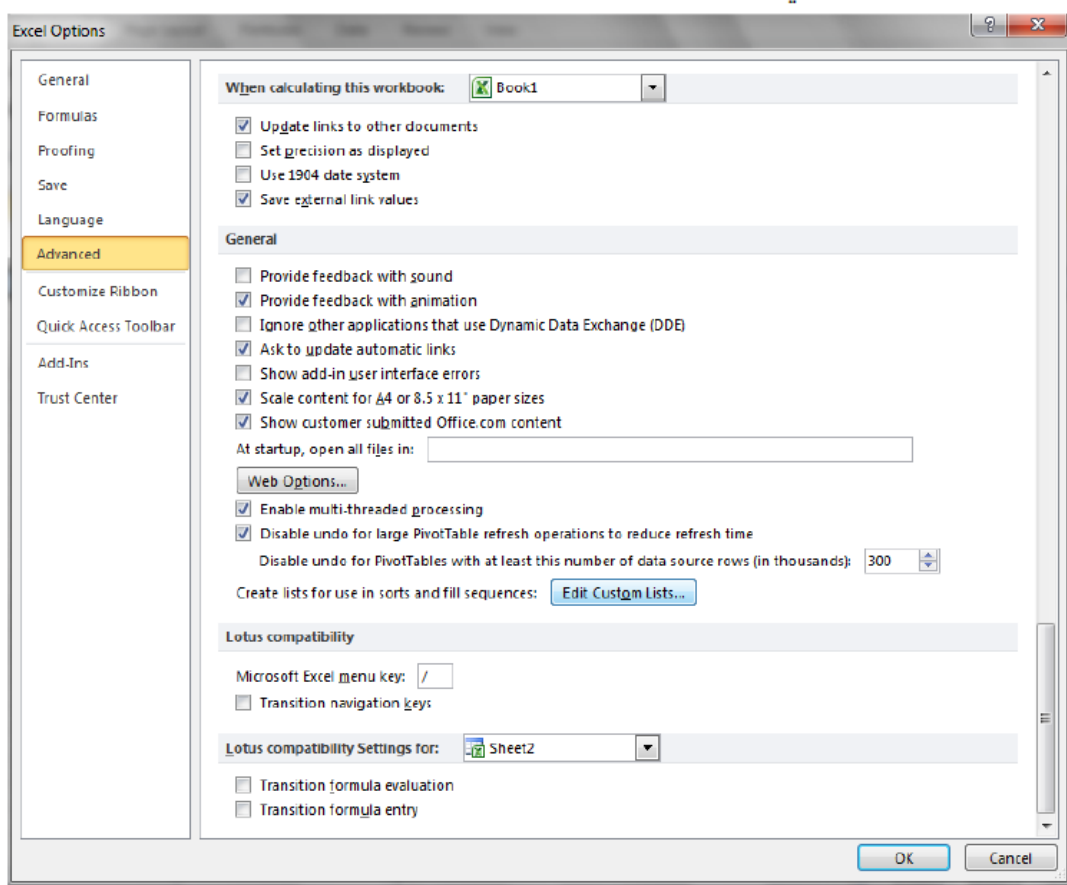 Excel Options
General
Formulas
Proofing
Save
Language
Advanced
Customize Ribbon
Quick Access Toolbar
Add-Ins
Trust Center
When calculating this workbook: Book1
Update links to other documents
Set precision as displayed
Use 1904 date system
Save external link values
General
Provide feedback with sound
Provide feedback with animation
Ignore other applications that use Dynamic Data Exchange (DDE)
Ask to update automatic links
Show add-in user interface errors
Scale content for A4 or 8.5 x 11" paper sizes
Show customer submitted Office.com content
At startup, open all files in:
Web Options...
Enable multi-threaded processing
Disable undo for large PivotTable refresh operations to reduce refresh time
Disable undo for PivotTables with at least this number of data source rows (in thousands): 300
Create lists for use in sorts and fill sequences: Edit Custom Lists...
Lotus compatibility
Microsoft Excel menu key: /
Transition navigation keys
Lotus compatibility Settings for: Sheet2
Transition formula evaluation
Transition formula entry
OK Cancel